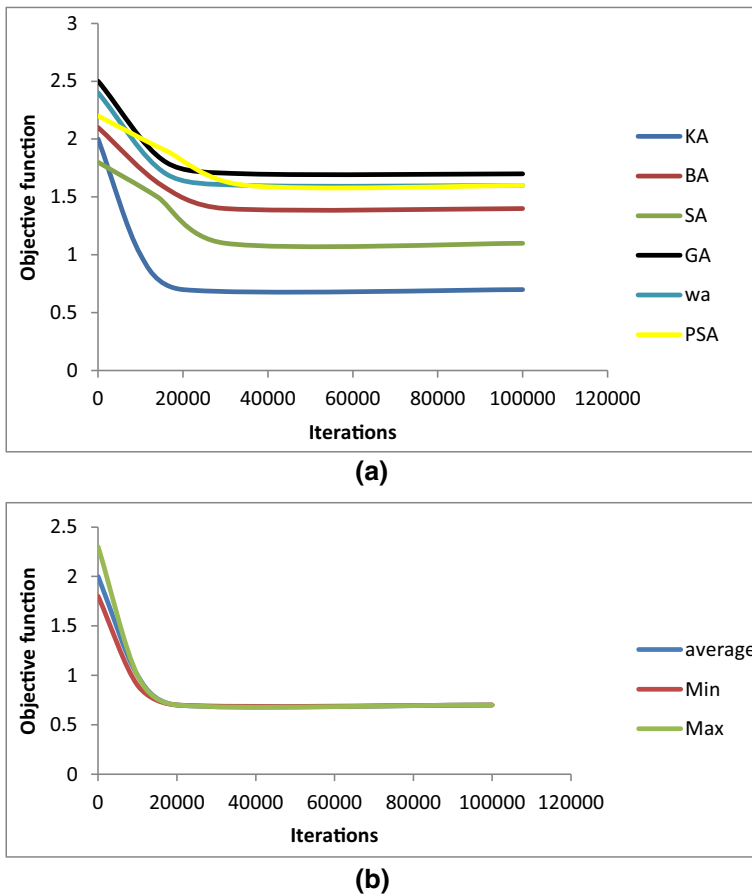 3
2.5
2
1.5
1
0.5
0
Objective function
0 20000 40000 60000 80000 100000 120000
Iterations
KA
BA
SA
GA
wa
PSA
(a)
2.5
2
1.5
1
0.5
0
Objective function
0 20000 40000 60000 80000 100000 120000
Iterations
average
Min
Max
(b)